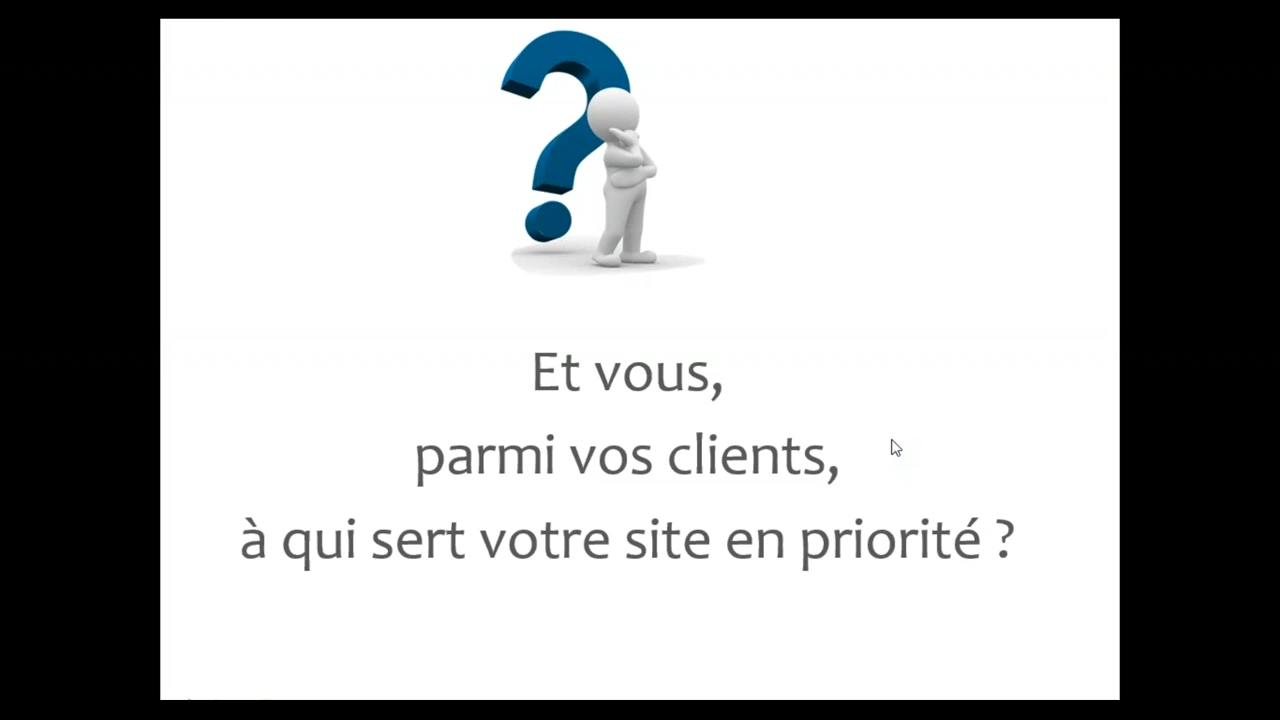 Et vous,
parmi vos clients,
à qui sert votre site en priorité ?